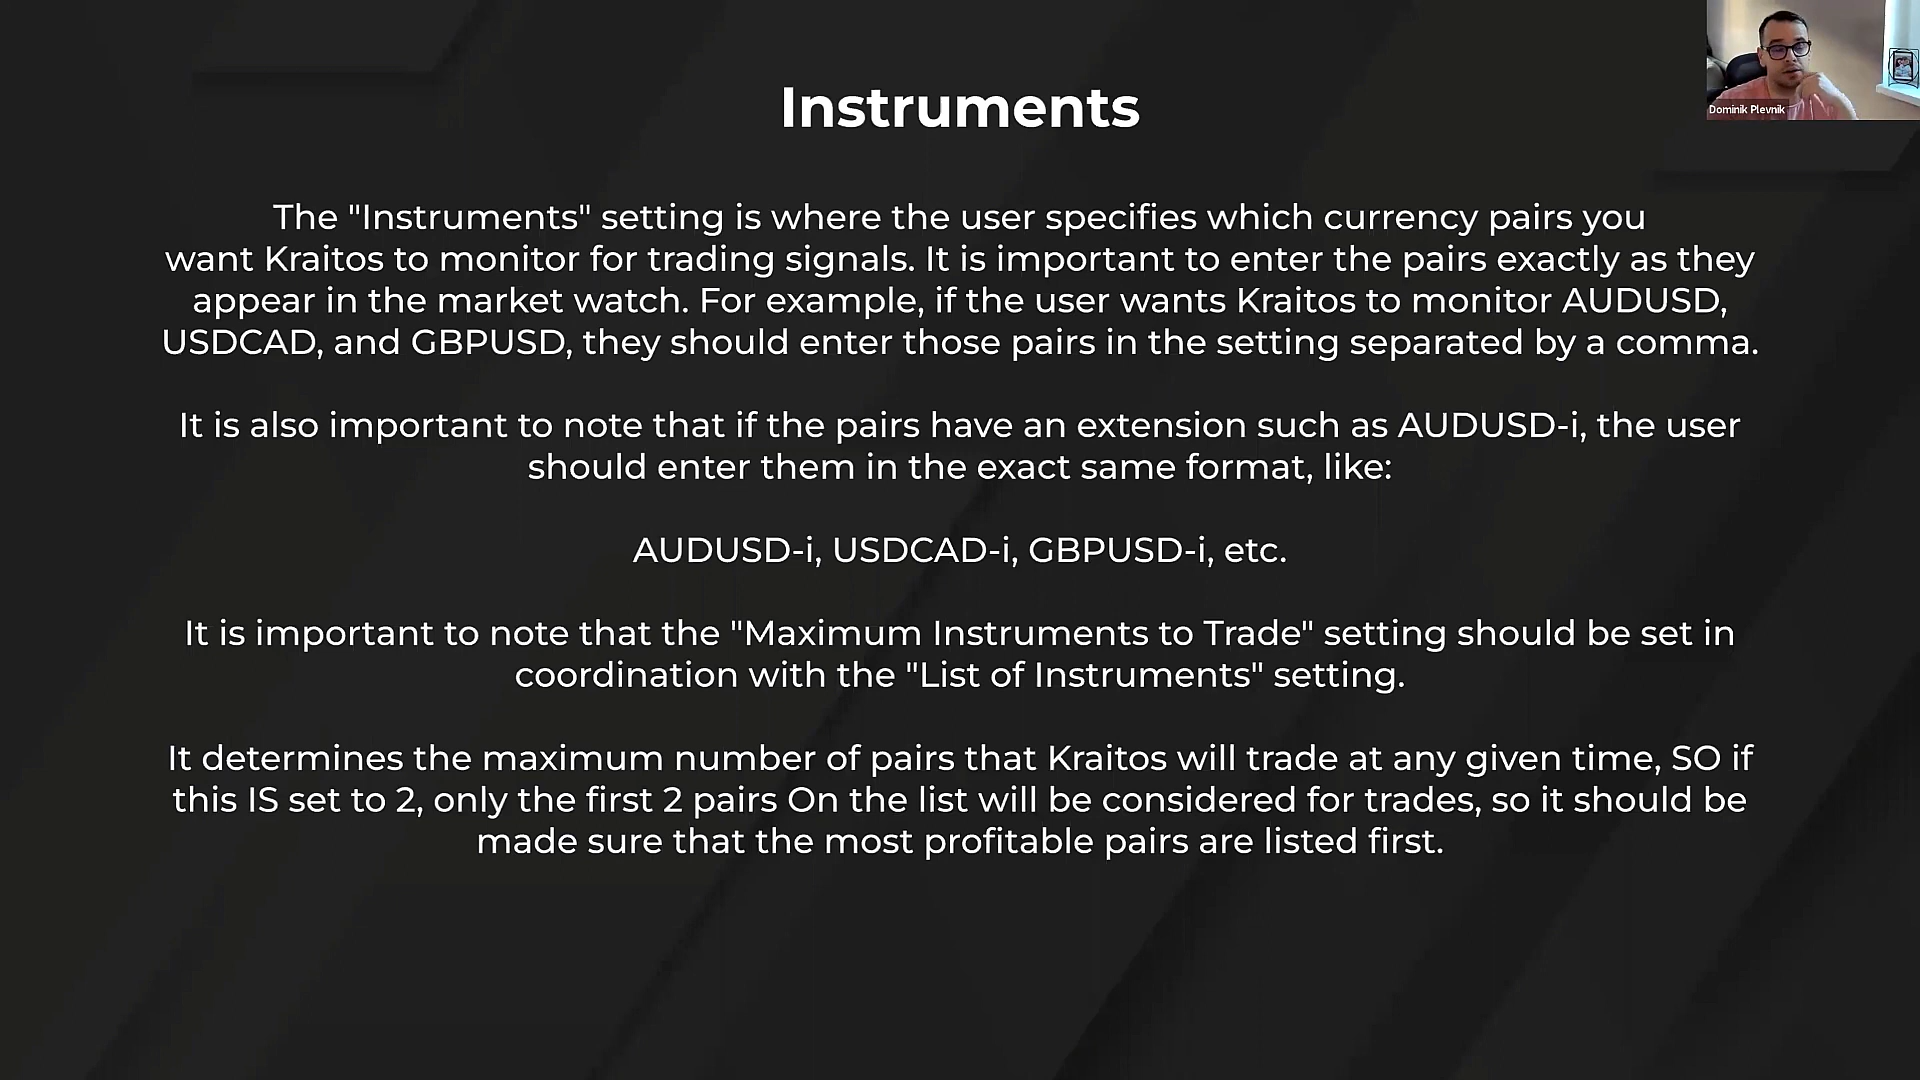 Instruments
Dominik Plevnik
The "Instruments" setting is where the user specifies which currency pairs you
want Kraitos to monitor for trading signals. It is important to enter the pairs exactly as they
appear in the market watch. For example, if the user wants Kraitos to monitor AUDUSD,
USDCAD, and GBPUSD, they should enter those pairs in the setting separated by a comma.
It is also important to note that if the pairs have an extension such as AUDUSD-i, the user
should enter them in the exact same format, like:
AUDUSD-i, USDCAD-i, GBPUSD-i, etc.
It is important to note that the "Maximum Instruments to Trade" setting should be set in
coordination with the "List of Instruments" setting.
It determines the maximum number of pairs that Kraitos will trade at any given time, SO if
this IS set to 2, only the first 2 pairs On the list will be considered for trades, so it should be
made sure that the most profitable pairs are listed first.